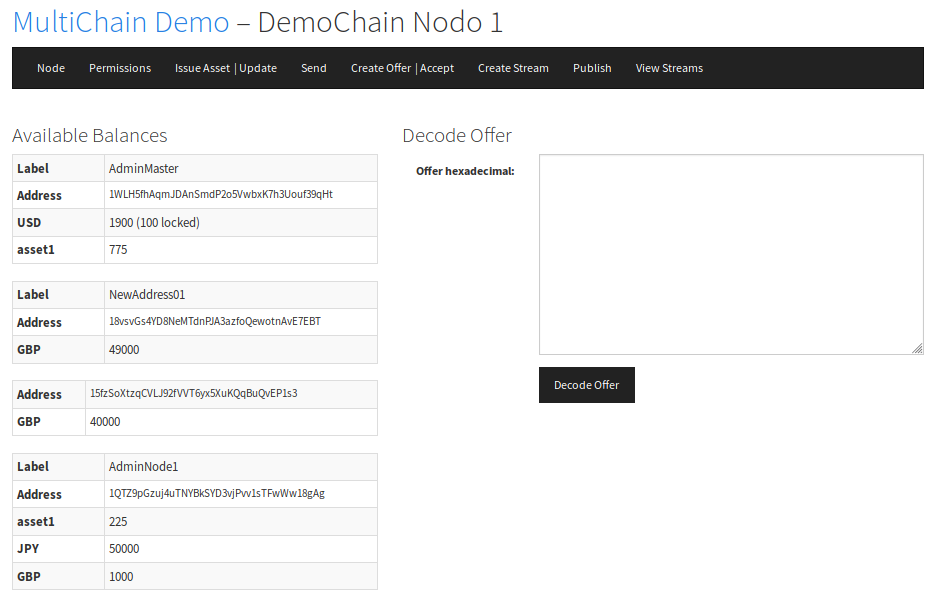 MultiChain Demo – DemoChain Nodo 1
Node Permissions Issue Asset | Update Send Create Offer | Accept Create Stream Publish View Streams
Available Balances
Label AdminMaster
Address 1WLH5fhAqmJDAnSmdP2o5VwbxK7h3Uouf39qHt
USD 1900 (100 locked)
asset1 775
Label NewAddress01
Address 18vsvGs4YD8NeMTdnPJA3azfoQewotnAvE7EBT
GBP 49000
Address 15fzSoXtzqCVLJ92fVVT6yx5XuKQqBuQvEP1s3
GBP 40000
Label AdminNode1
Address 1QTZ9pGzuj4uTNYBkSYD3vjPvv1sTFwWw18gAg
asset1 225
JPY 50000
GBP 1000
Decode Offer
Offer hexadecimal:
Decode Offer